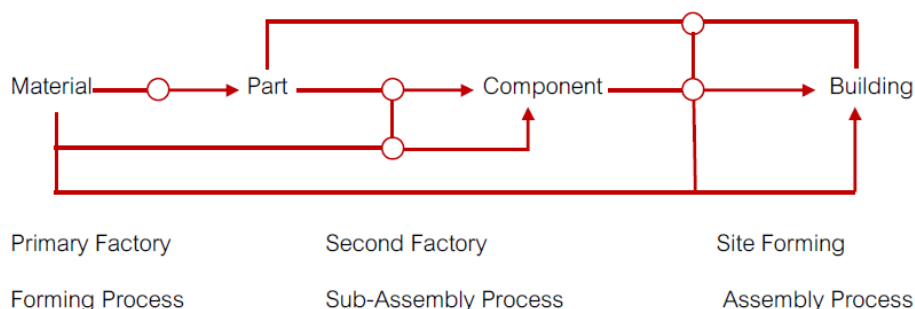 Material Part Component Building
Primary Factory Second Factory Site Forming
Forming Process Sub-Assembly Process Assembly Process